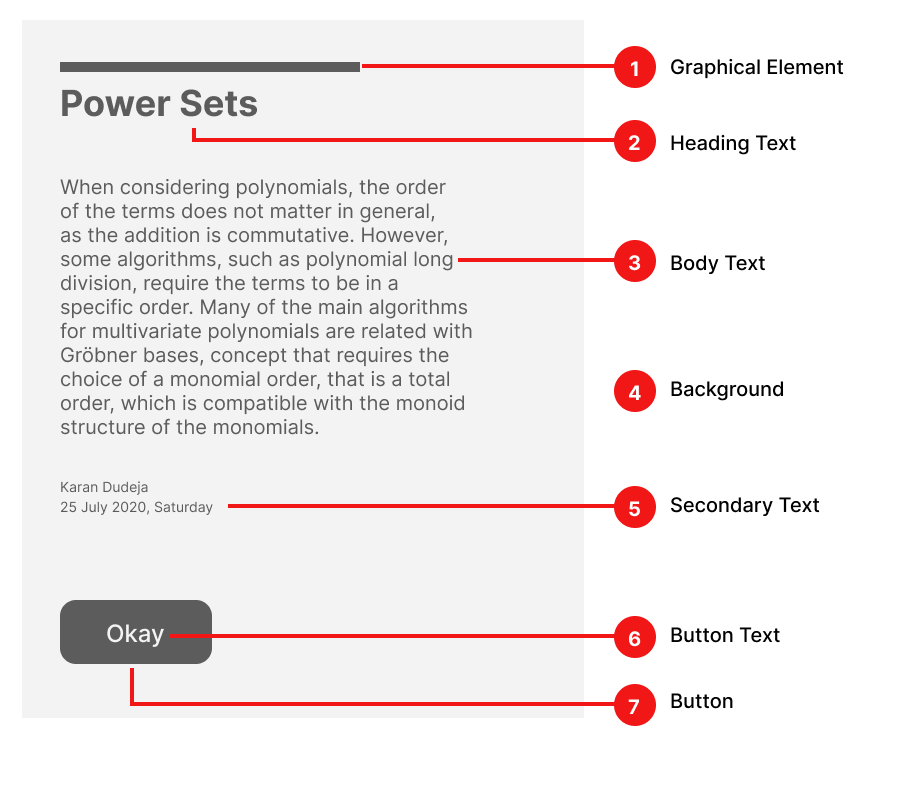 1 Graphical Element
Power Sets
2 Heading Text
When considering polynomials, the order
of the terms does not matter in general,
as the addition is commutative. However,
some algorithms, such as polynomial long
division, require the terms to be in a
specific order. Many of the main algorithms
for multivariate polynomials are related with
Gröbner bases, concept that requires the
choice of a monomial order, that is a total
order, which is compatible with the monoid
structure of the monomials.
3 Body Text
4 Background
Karan Dudeja
25 July 2020, Saturday
5 Secondary Text
Okay
6 Button Text
7 Button